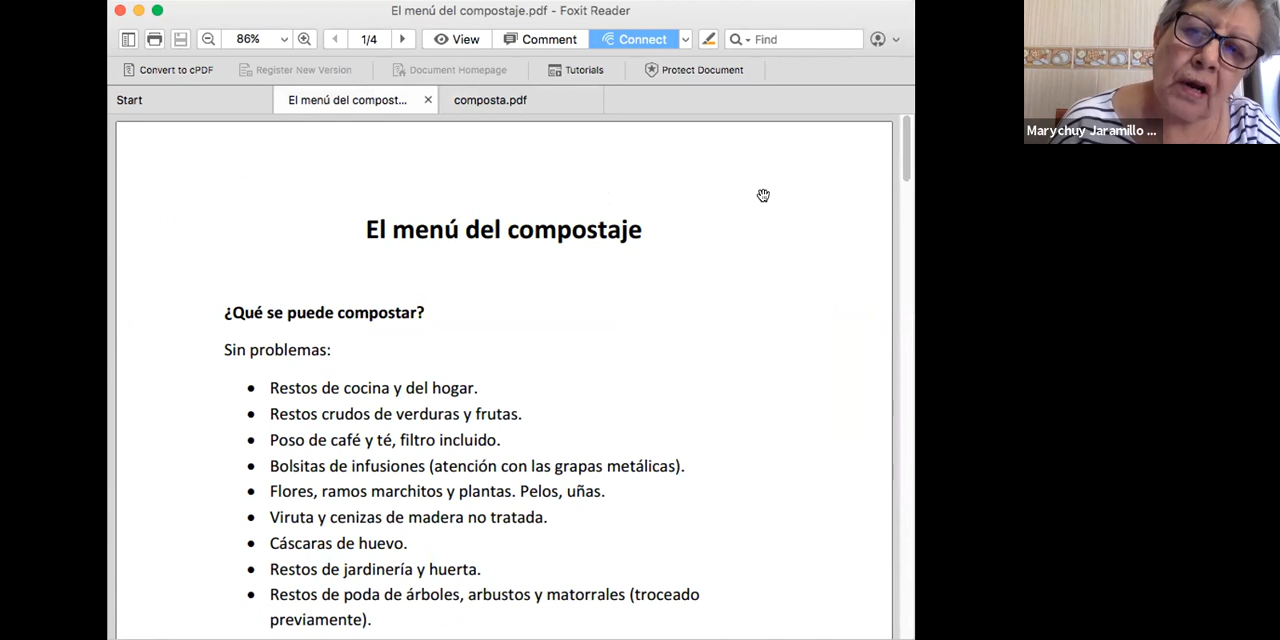 El menú del compostaje.pdf - Foxit Reader
86%
1/4
View
Comment
Connect
Find
Convert to cPDF
Register New Version
Document Homepage
Tutorials
Protect Document
Start
El menú del compost...
composta.pdf
Marychuy Jaramillo ...
El menú del compostaje
¿Qué se puede compostar?
Sin problemas:
• Restos de cocina y del hogar.
• Restos crudos de verduras y frutas.
• Poso de café y té, filtro incluido.
• Bolsitas de infusiones (atención con las grapas metálicas).
• Flores, ramos marchitos y plantas. Pelos, uñas.
• Viruta y cenizas de madera no tratada.
• Cáscaras de huevo.
• Restos de jardinería y huerta.
• Restos de poda de árboles, arbustos y matorrales (troceado
previamente).